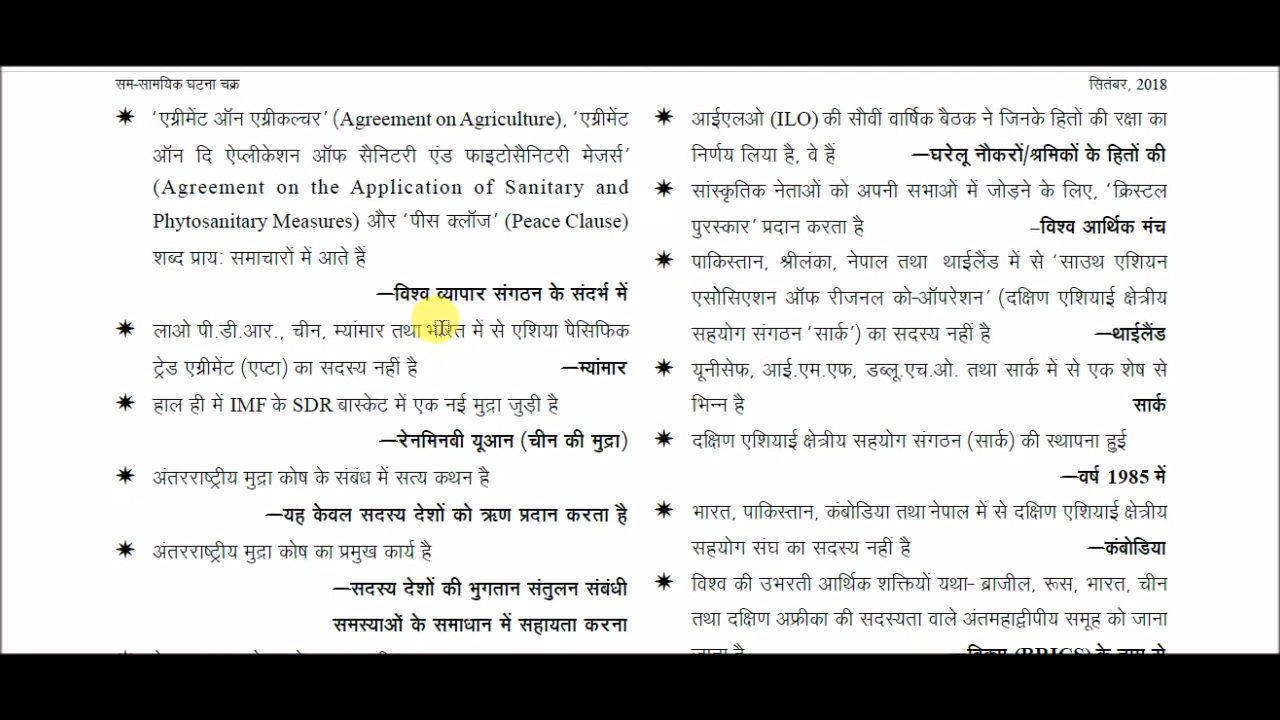 सम-सामयिक घटना चक्र
सितंबर, 2018
✷ 'एग्रीमेंट ऑन एग्रीकल्चर' (Agreement on Agriculture), 'एग्रीमेंट
ऑन दि ऐप्लीकेशन ऑफ सैनिटरी एंड फाइटोसैनिटरी मेजर्स'
(Agreement on the Application of Sanitary and
Phytosanitary Measures) और 'पीस क्लॉज' (Peace Clause)
शब्द प्राय: समाचारों में आते हैं
—विश्व व्यापार संगठन के संदर्भ में
✷ लाओ पी.डी.आर., चीन, म्यांमार तथा भारत में से एशिया पैसिफिक
ट्रेड एग्रीमेंट (एप्टा) का सदस्य नहीं है —म्यांमार
✷ हाल ही में IMF के SDR बास्केट में एक नई मुद्रा जुड़ी है
—रेनमिनबी यूआन (चीन की मुद्रा)
✷ अंतरराष्ट्रीय मुद्रा कोष के संबंध में सत्य कथन है
—यह केवल सदस्य देशों को ऋण प्रदान करता है
✷ अंतरराष्ट्रीय मुद्रा कोष का प्रमुख कार्य है
—सदस्य देशों की भुगतान संतुलन संबंधी
समस्याओं के समाधान में सहायता करना
✷ आईएलओ (ILO) की सौवीं वार्षिक बैठक ने जिनके हितों की रक्षा का
निर्णय लिया है, वे हैं —घरेलू नौकरों/श्रमिकों के हितों की
✷ सांस्कृतिक नेताओं को अपनी सभाओं में जोड़ने के लिए, 'क्रिस्टल
पुरस्कार' प्रदान करता है –विश्व आर्थिक मंच
✷ पाकिस्तान, श्रीलंका, नेपाल तथा थाईलैंड में से 'साउथ एशियन
एसोसिएशन ऑफ रीजनल को-ऑपरेशन' (दक्षिण एशियाई क्षेत्रीय
सहयोग संगठन 'सार्क') का सदस्य नहीं है —थाईलैंड
✷ यूनीसेफ, आई.एम.एफ, डब्लू.एच.ओ. तथा सार्क में से एक शेष से
भिन्न है सार्क
✷ दक्षिण एशियाई क्षेत्रीय सहयोग संगठन (सार्क) की स्थापना हुई
—वर्ष 1985 में
✷ भारत, पाकिस्तान, कंबोडिया तथा नेपाल में से दक्षिण एशियाई क्षेत्रीय
सहयोग संघ का सदस्य नहीं है —कंबोडिया
✷ विश्व की उभरती आर्थिक शक्तियों यथा- ब्राजील, रूस, भारत, चीन
तथा दक्षिण अफ्रीका की सदस्यता वाले अंतमहाद्वीपीय समूह को जाना
जाता है —ब्रिक्स (BRICS) के नाम से